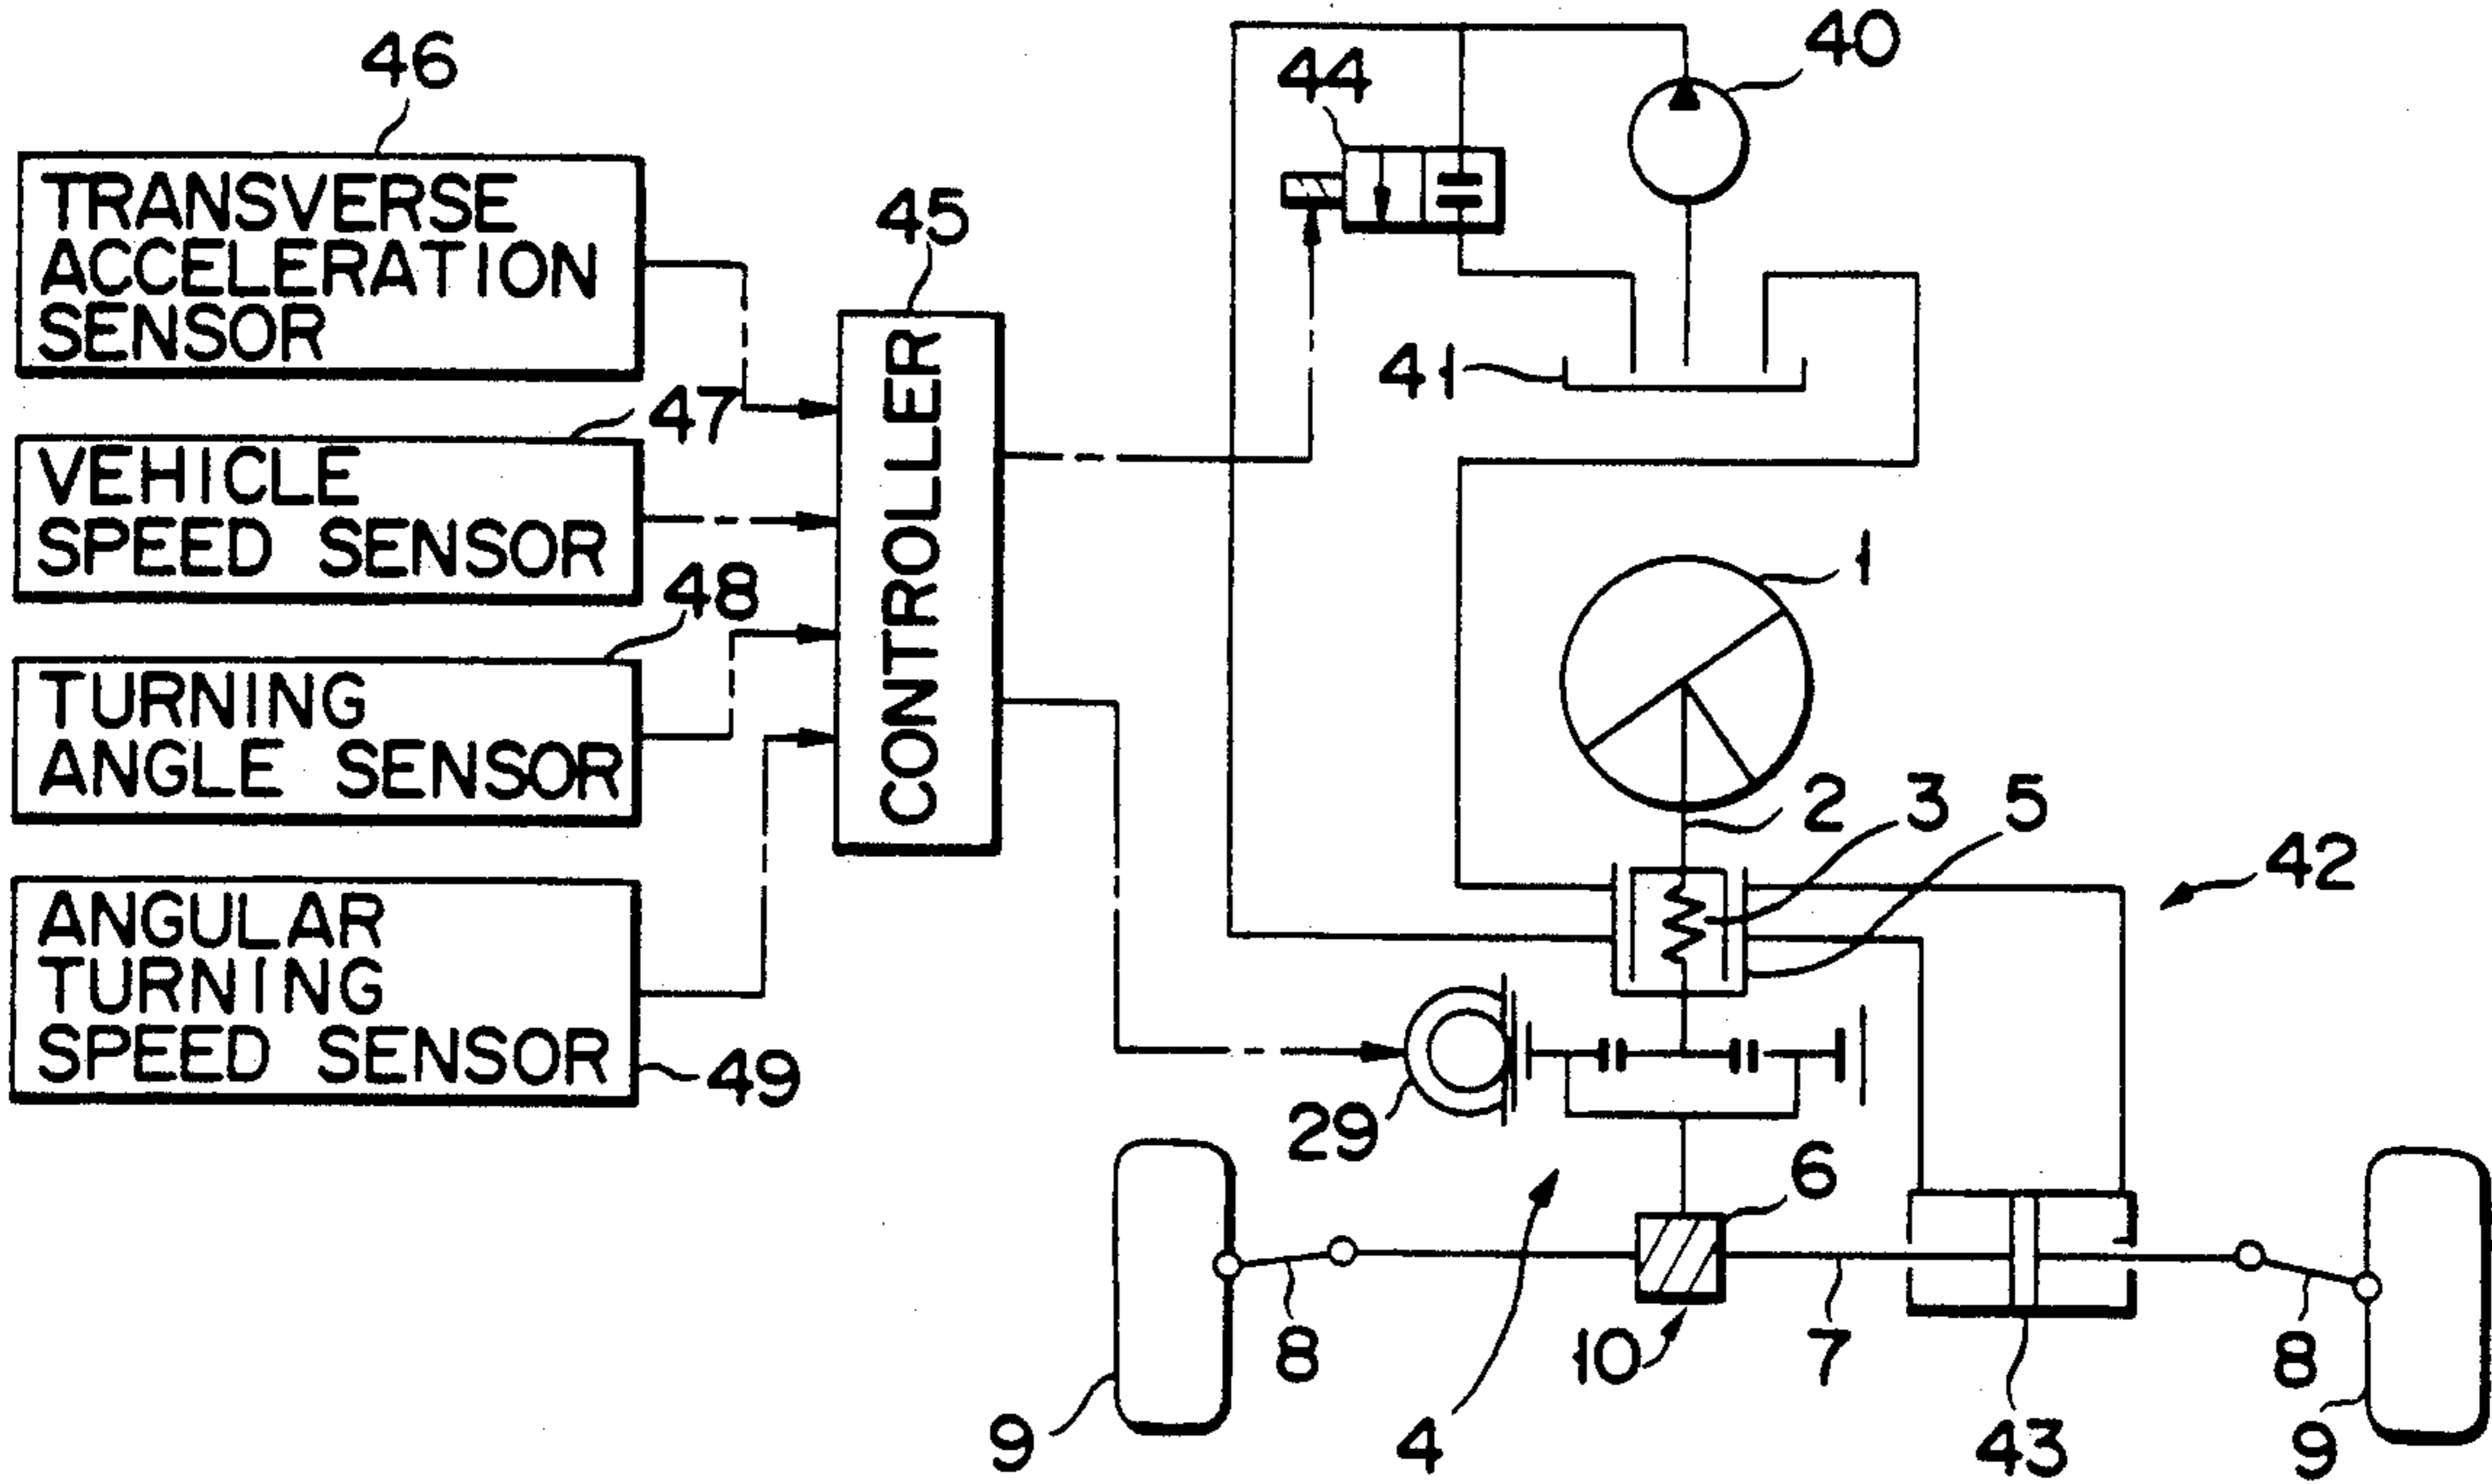 46
TRANSVERSE
ACCELERATION
SENSOR
47
VEHICLE
SPEED SENSOR
48
TURNING
ANGLE SENSOR
ANGULAR
TURNING
SPEED SENSOR
49
45
CONTROLLER
44
40
41
1
2
3
5
42
29
6
8
10
7
8
9
4
43
9